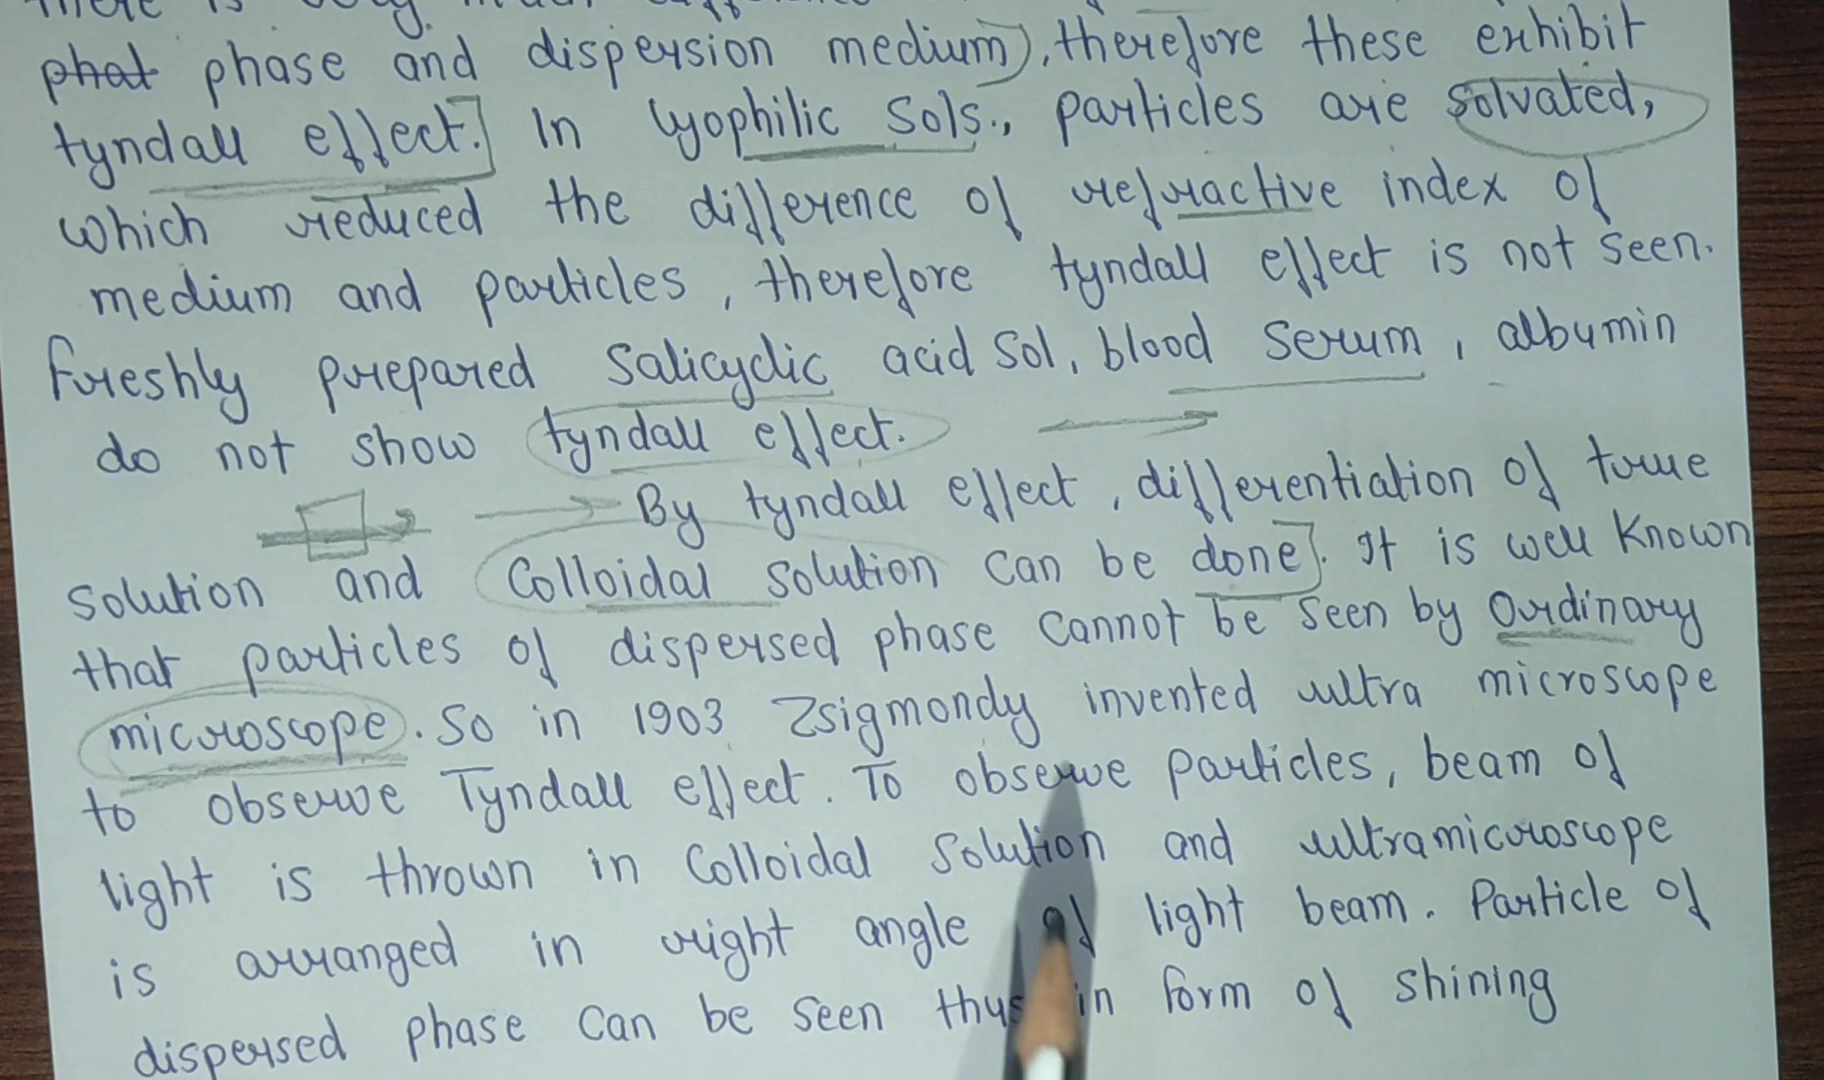 there is very much
phat phase and dispersion medium), therefore these exhibit
tyndall effect.] In lyophilic sols., particles are solvated,
which reduced the difference of refractive index of
medium and particles, therefore tyndall effect is not seen.
freshly prepared Salicyclic acid Sol, blood serum, albumin
do not show tyndall effect.
By tyndall effect, differentiation of true
solution and Colloidal solution can be done]. It is well known
that particles of dispersed phase cannot be seen by Ordinary
microscope. So in 1903 Zsigmondy invented ultra microscope
to observe Tyndall effect. To observe particles, beam of
light is thrown in Colloidal solution and ultramicroscope
is arranged in right angle of light beam. Particle of
dispersed phase can be seen thus in form of shining